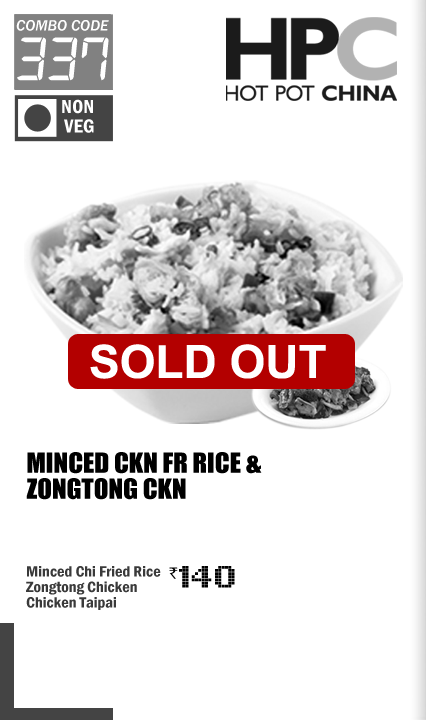 COMBO CODE
337
NON
VEG
HPC
HOT POT CHINA
SOLD OUT
MINCED CKN FR RICE &
ZONGTONG CKN
Minced Chi Fried Rice ₹140
Zongtong Chicken
Chicken Taipai